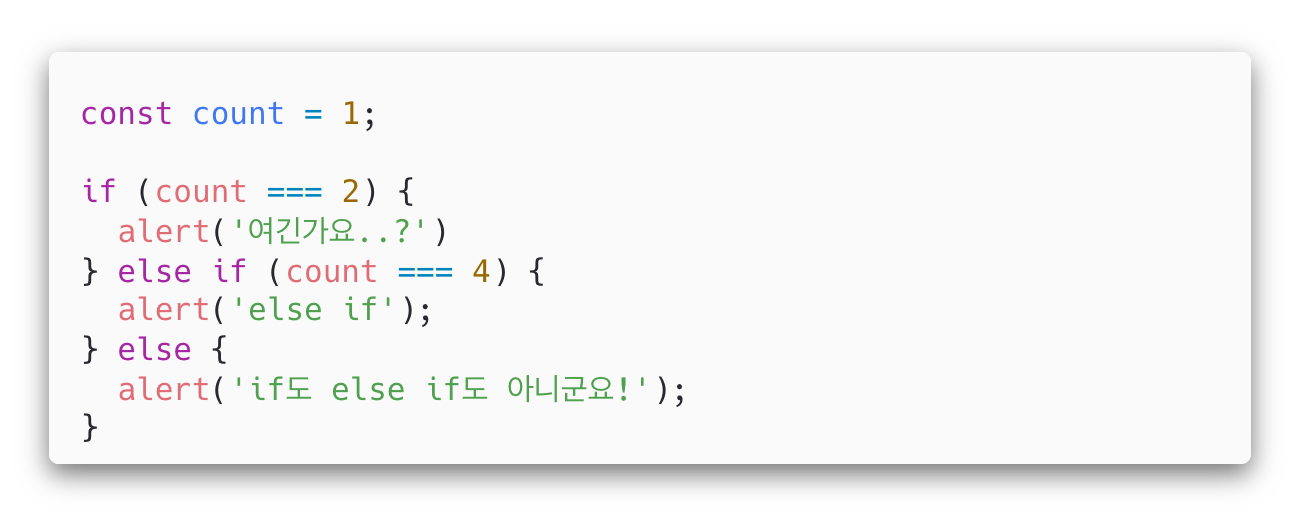 const count = 1;

if (count === 2) {
  alert('여긴가요..?')
} else if (count === 4) {
  alert('else if');
} else {
  alert('if도 else if도 아니군요!');
}